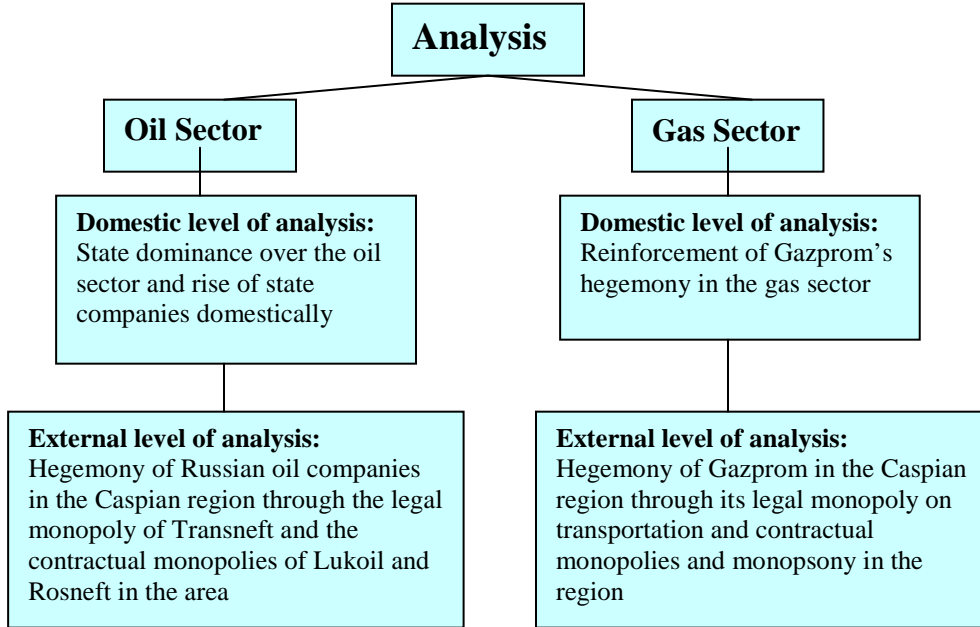 Analysis
Oil Sector
Gas Sector
Domestic level of analysis:
State dominance over the oil
sector and rise of state
companies domestically
Domestic level of analysis:
Reinforcement of Gazprom’s
hegemony in the gas sector
External level of analysis:
Hegemony of Russian oil companies
in the Caspian region through the legal
monopoly of Transneft and the
contractual monopolies of Lukoil and
Rosneft in the area
External level of analysis:
Hegemony of Gazprom in the Caspian
region through its legal monopoly on
transportation and contractual
monopolies and monopsony in the
region